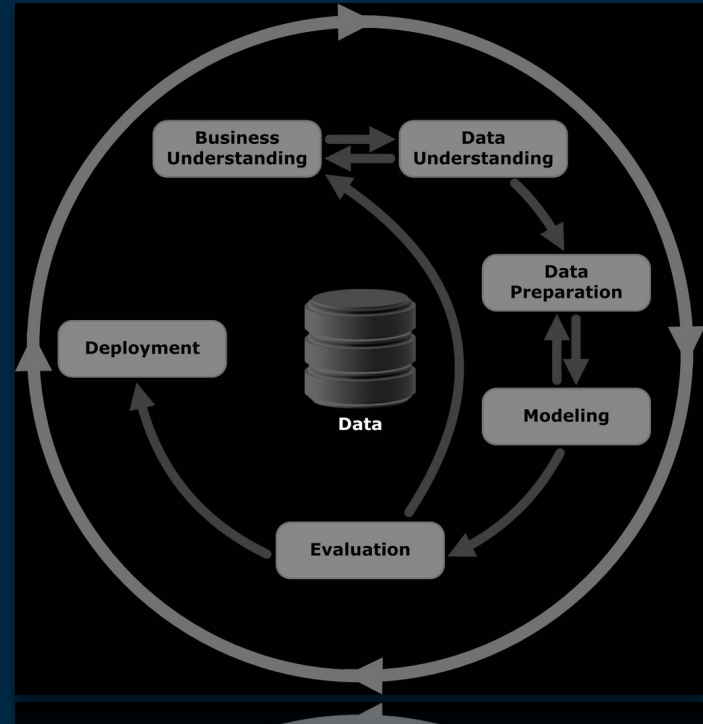 Business
Understanding
Data
Understanding
Data
Preparation
Deployment
Data
Modeling
Evaluation